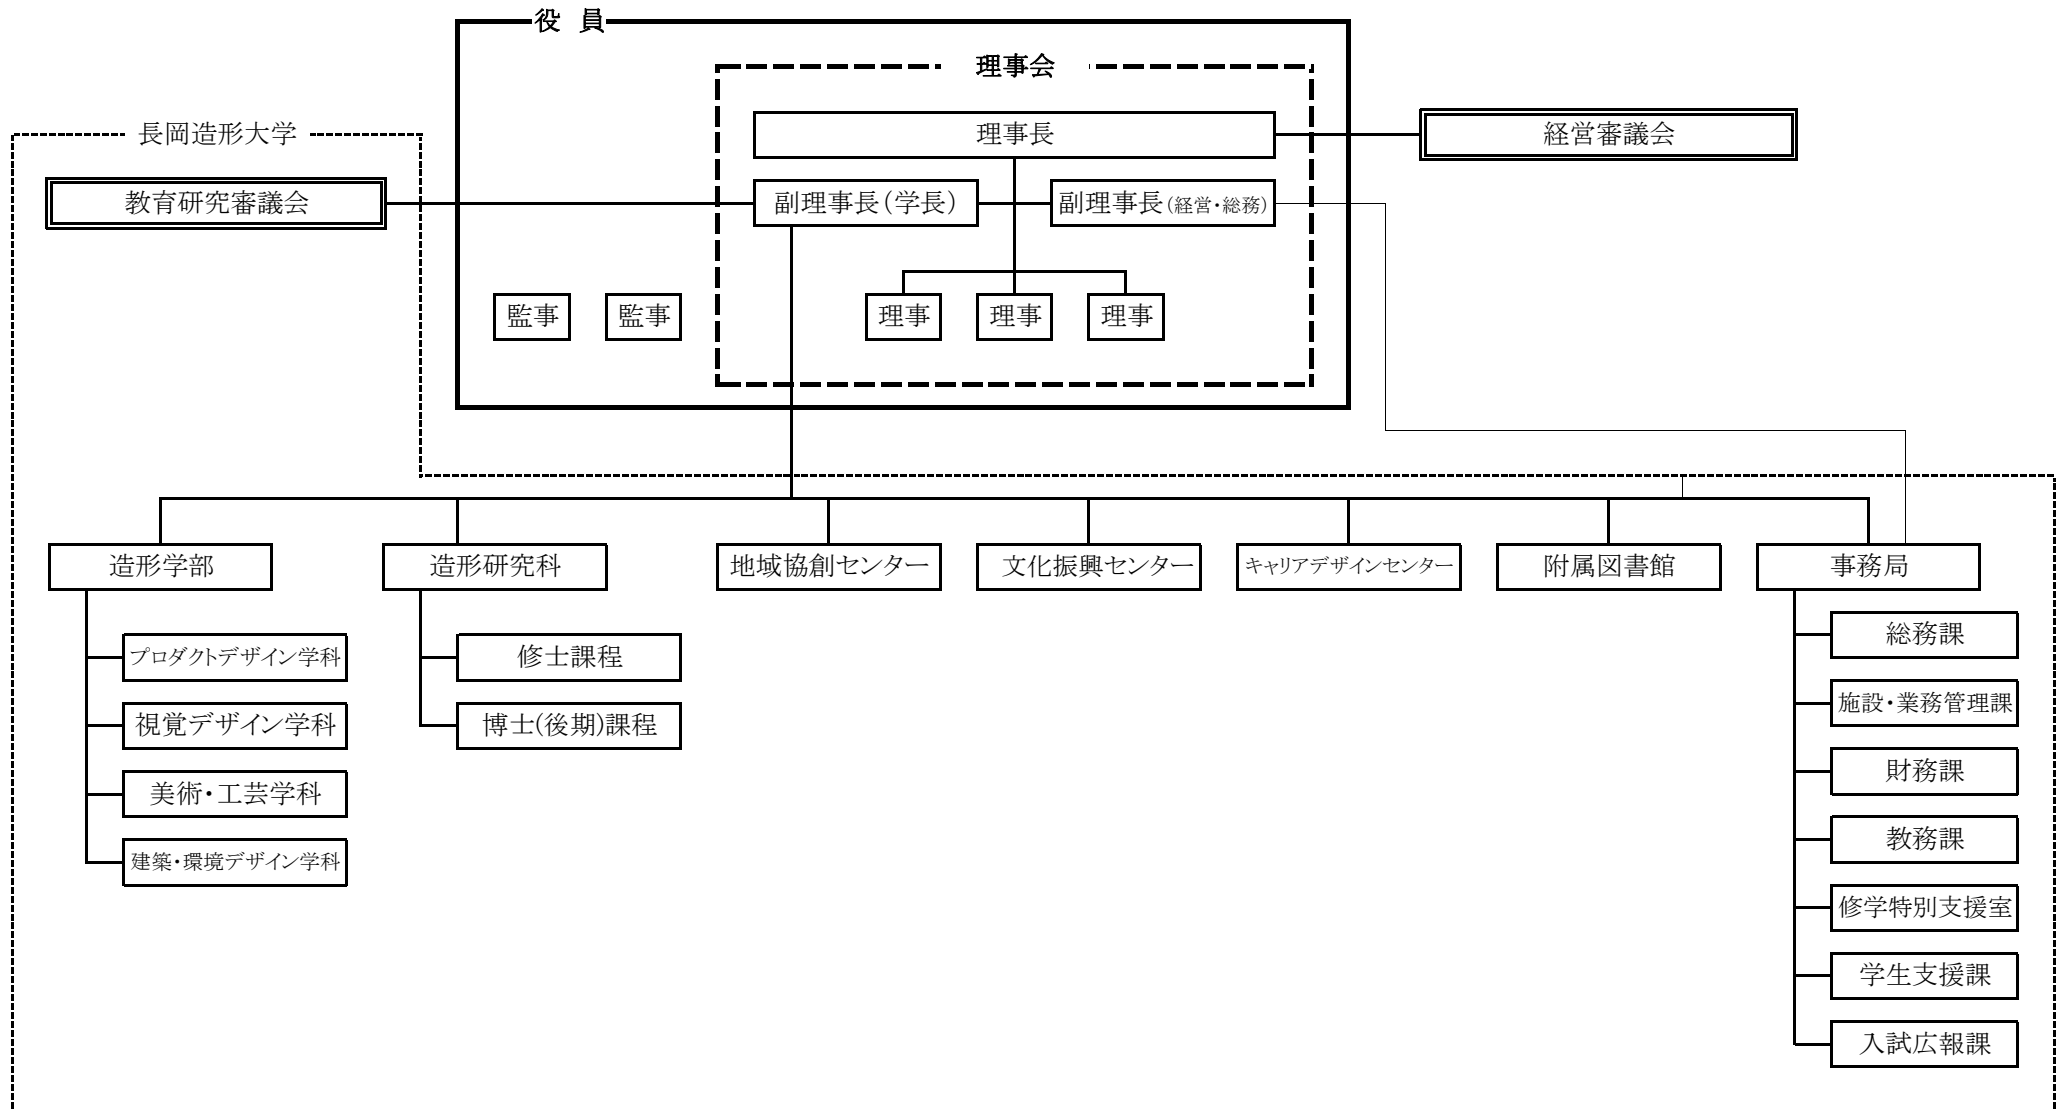 役 員
理事会
理事長
長岡造形大学
経営審議会
教育研究審議会
副理事長（学長）
副理事長（経営・総務）
監事
監事
理事
理事
理事
造形学部
造形研究科
地域協創センター
文化振興センター
キャリアデザインセンター
附属図書館
事務局
プロダクトデザイン学科
視覚デザイン学科
美術・工芸学科
建築・環境デザイン学科
修士課程
博士(後期)課程
総務課
施設・業務管理課
財務課
教務課
修学特別支援室
学生支援課
入試広報課